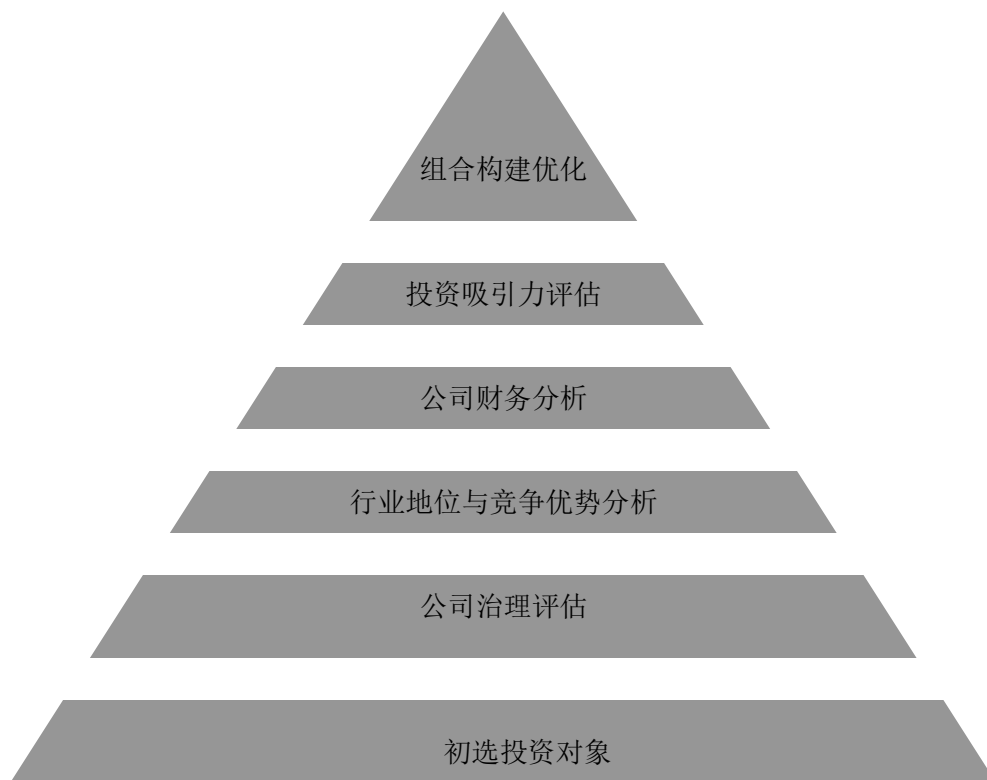 组合构建优化
投资吸引力评估
公司财务分析
行业地位与竞争优势分析
公司治理评估
初选投资对象